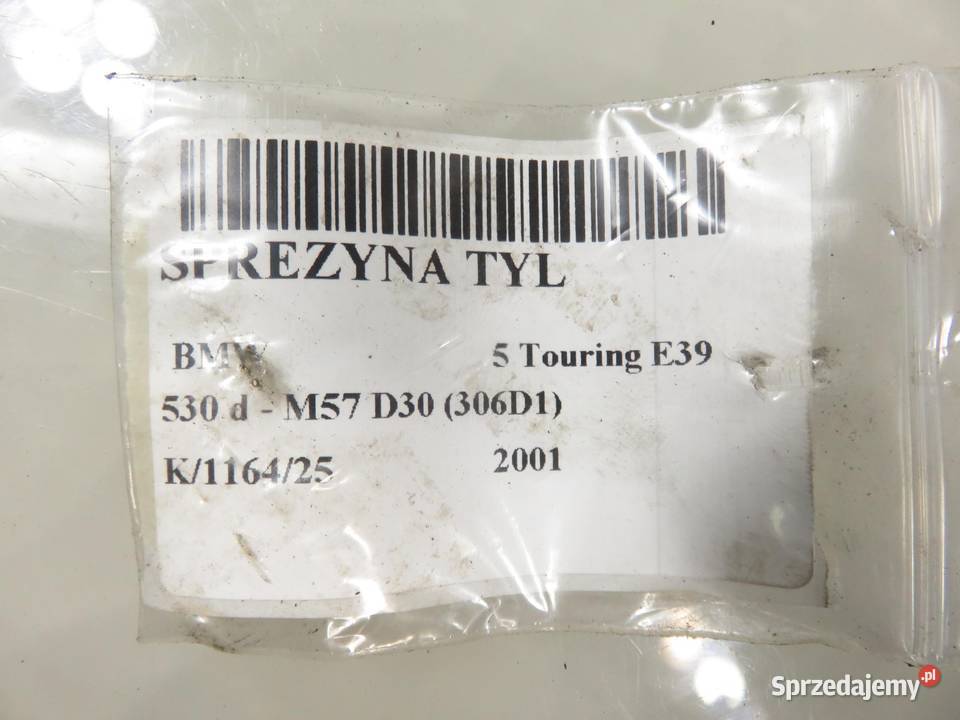 SPREZYNA TYL
BMW 5 Touring E39
530 d - M57 D30 (306D1)
K/1164/25 2001
Sprzedajemy.pl